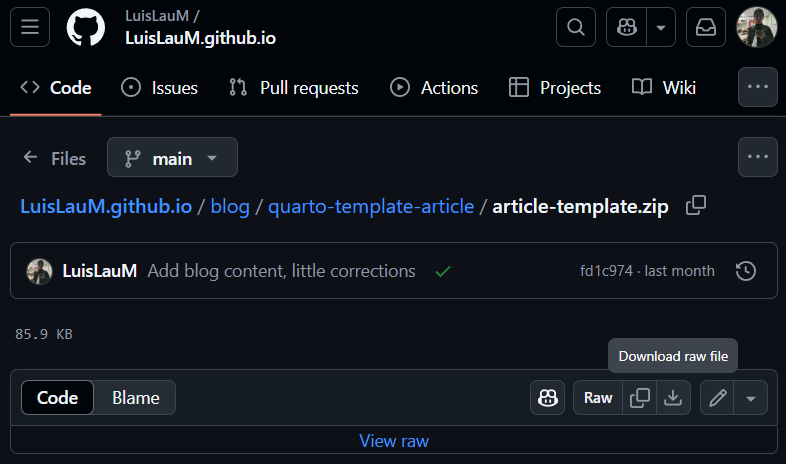 LuisLauM /
LuisLauM.github.io
Code Issues Pull requests Actions Projects Wiki
Files main
LuisLauM.github.io / blog / quarto-template-article / article-template.zip
LuisLauM Add blog content, little corrections fd1c974 · last month
85.9 KB
Download raw file
Code Blame Raw
View raw